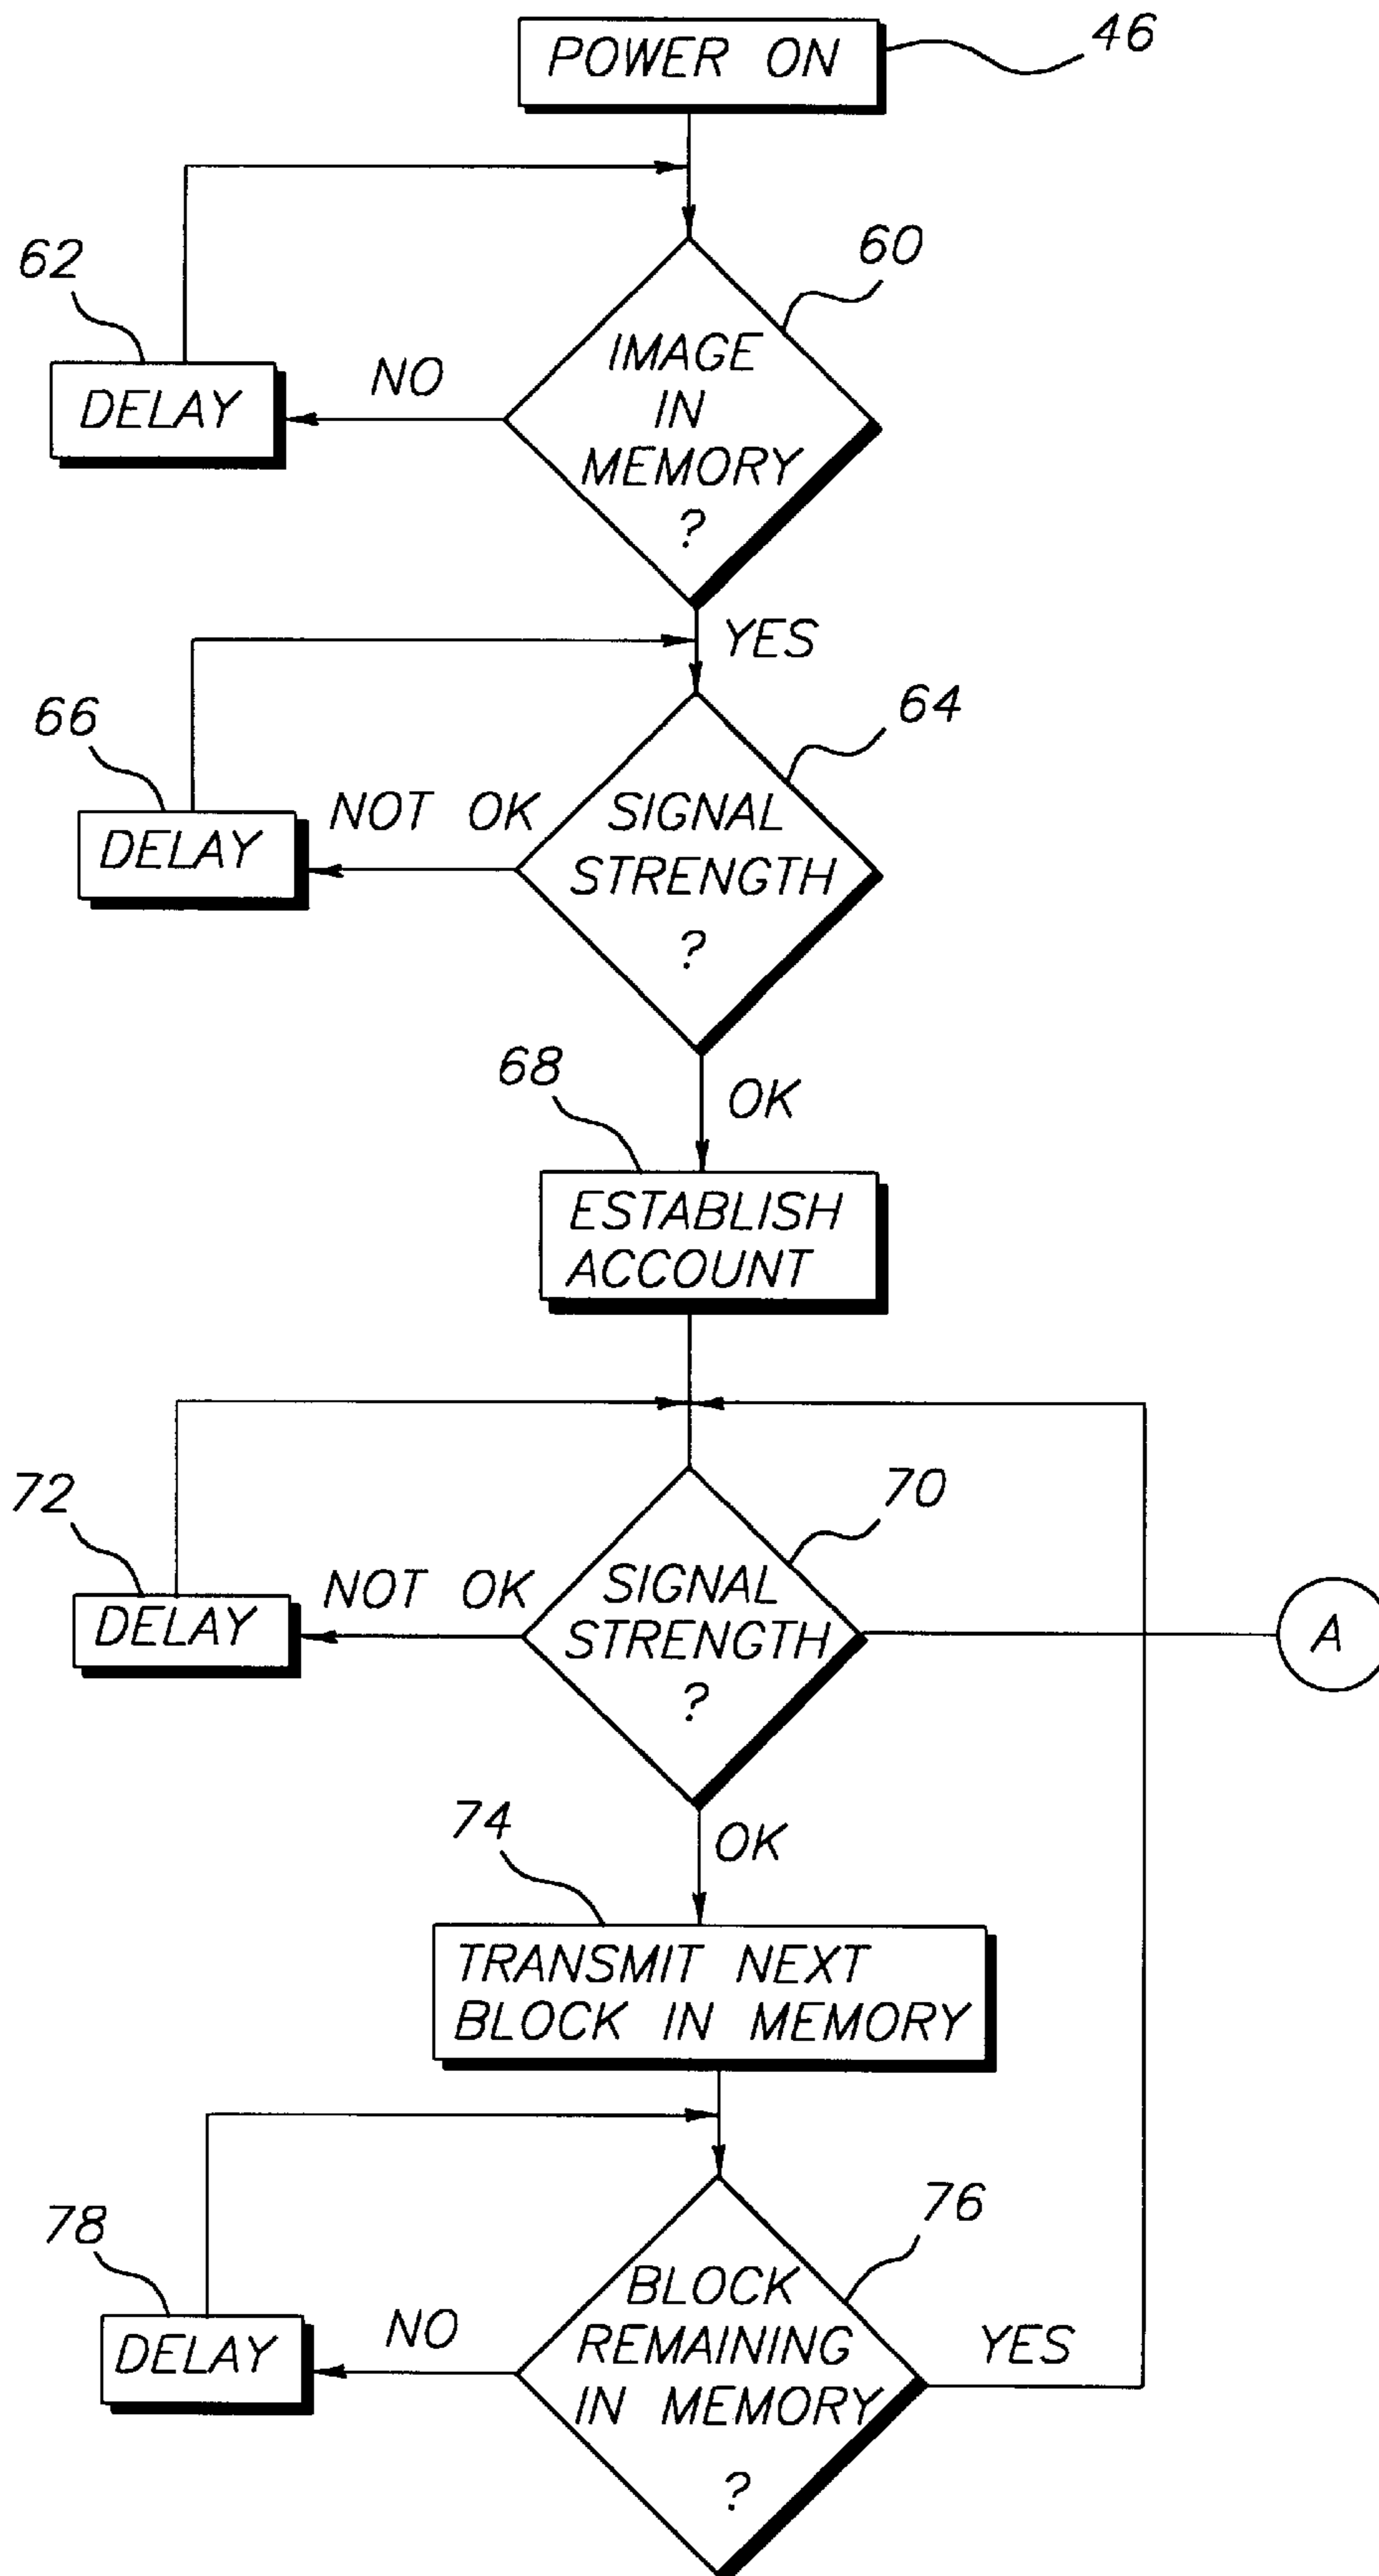 POWER ON
46
60
62
IMAGE
IN
MEMORY
?
NO
DELAY
YES
64
66
NOT OK
SIGNAL
STRENGTH
?
DELAY
68
OK
ESTABLISH
ACCOUNT
70
72
NOT OK
SIGNAL
STRENGTH
?
DELAY
A
74
OK
TRANSMIT NEXT
BLOCK IN MEMORY
76
78
BLOCK
REMAINING
IN MEMORY
?
NO
YES
DELAY